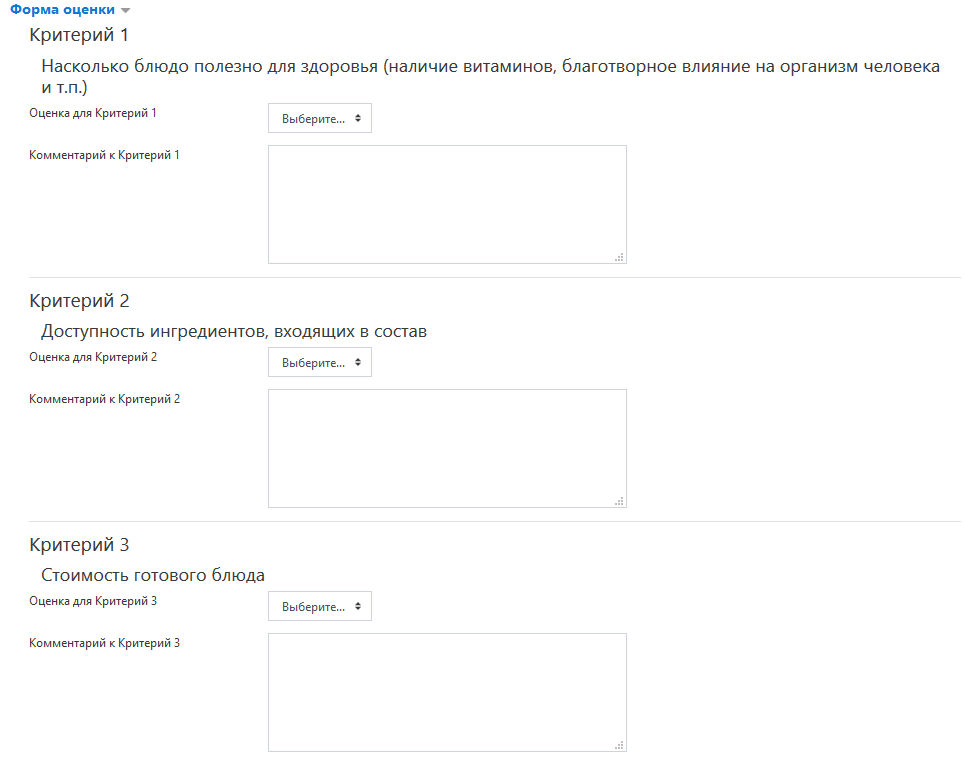 Форма оценки
Критерий 1
Насколько блюдо полезно для здоровья (наличие витаминов, благотворное влияние на организм человека
и т.п.)
Оценка для Критерий 1
Выберите...
Комментарий к Критерий 1
Критерий 2
Доступность ингредиентов, входящих в состав
Оценка для Критерий 2
Выберите...
Комментарий к Критерий 2
Критерий 3
Стоимость готового блюда
Оценка для Критерий 3
Выберите...
Комментарий к Критерий 3